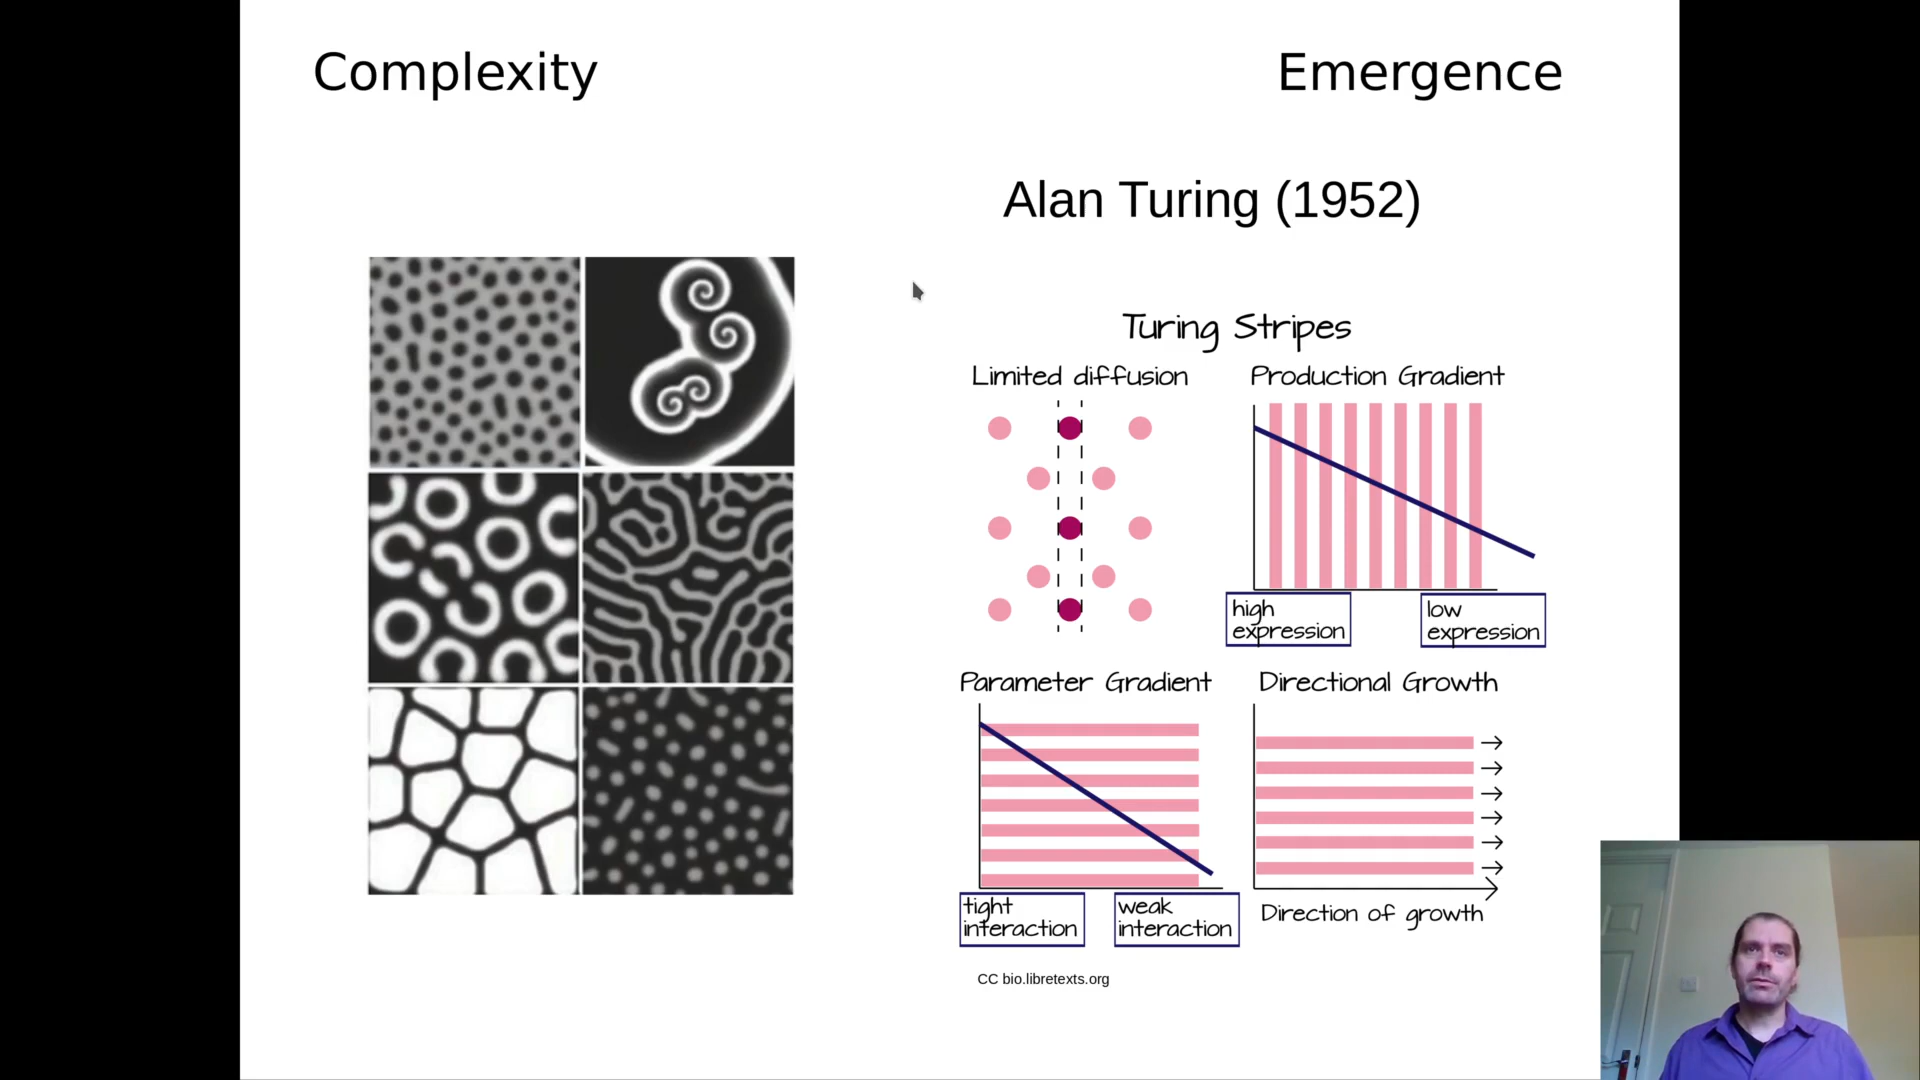 Complexity
Emergence
Alan Turing (1952)
Turing Stripes
Limited diffusion
Production Gradient
high
expression
low
expression
Parameter Gradient
Directional Growth
tight
interaction
weak
interaction
Direction of growth
CC bio.libretexts.org